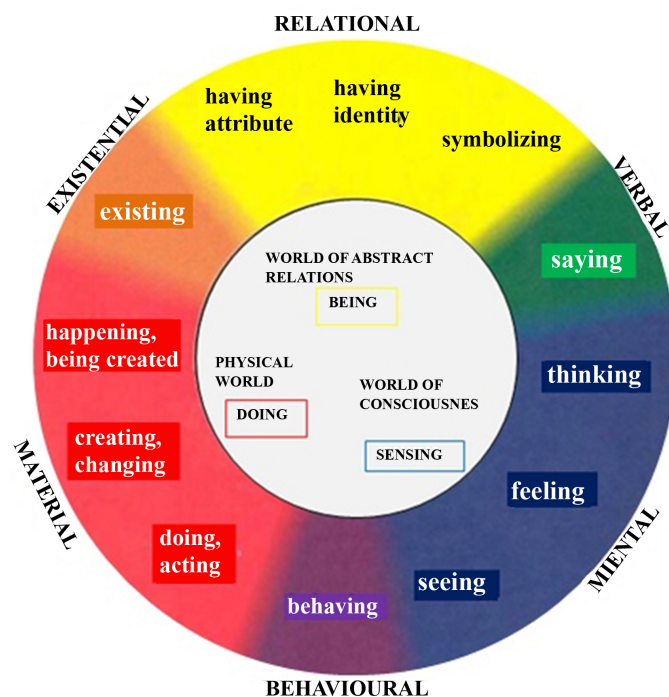 RELATIONAL
having
attribute
having
identity
symbolizing
EXISTENTIAL
existing
VERBAL
saying
WORLD OF ABSTRACT
RELATIONS
BEING
happening,
being created
PHYSICAL
WORLD
DOING
WORLD OF
CONSCIOUSNES
SENSING
thinking
creating,
changing
feeling
MATERIAL
doing,
acting
seeing
MIENTAL
behaving
BEHAVIOURAL